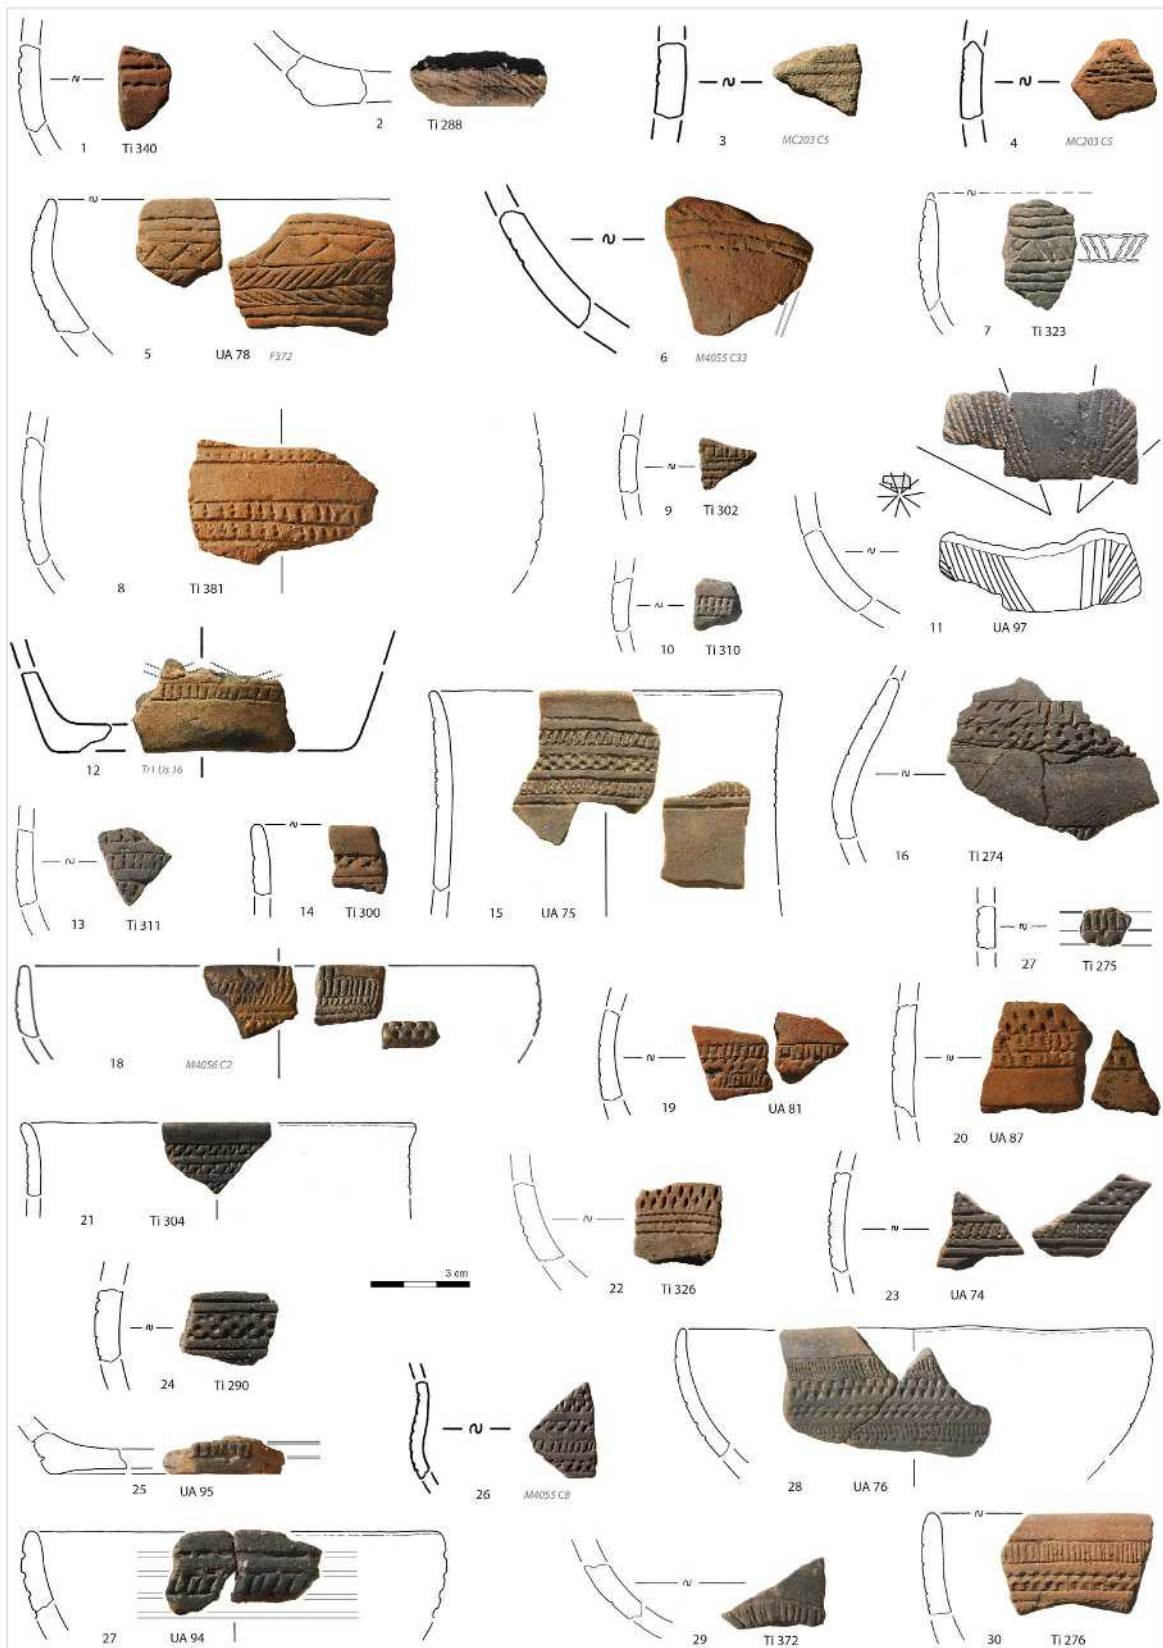 1 Ti 340
2 Ti 288
3 MC203 C5
4 MC203 C5
5 UA 78 F372
6 M4055 C33
7 Ti 323
8 Ti 381
9 Ti 302
10 Ti 310
11 UA 97
12 Tr1 Us 16
13 Ti 311
14 Ti 300
15 UA 75
16 Ti 274
27 Ti 275
18 M4056 C2
19 UA 81
20 UA 87
21 Ti 304
22 Ti 326
23 UA 74
3 cm
24 Ti 290
25 UA 95
26 M4055 C8
28 UA 76
27 UA 94
29 Ti 372
30 Ti 276